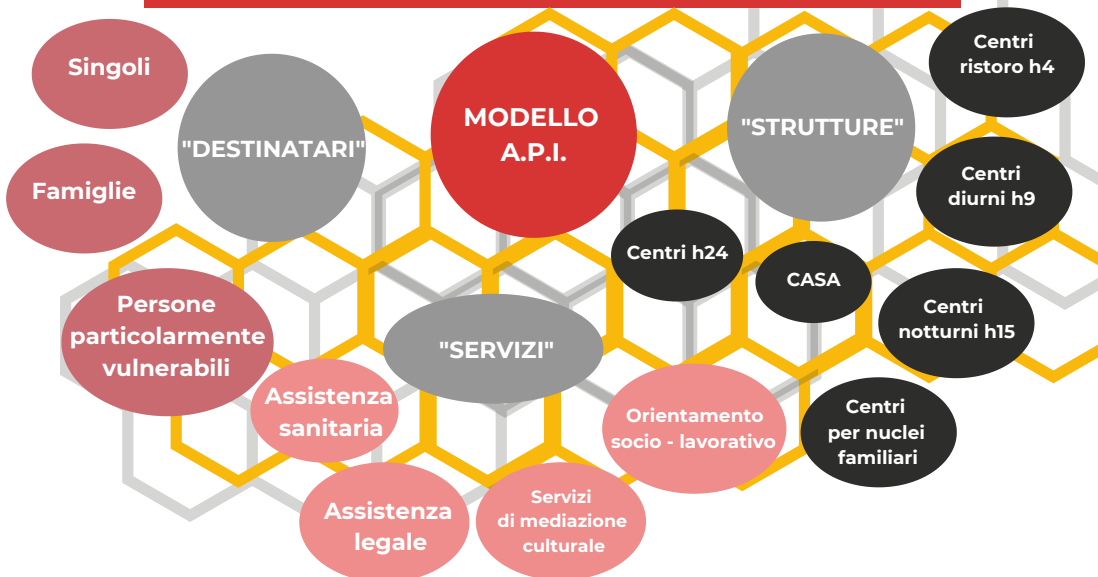 MODELLO
A.P.I.
"DESTINATARI"
Singoli
Famiglie
Persone
particolarmente
vulnerabili
"SERVIZI"
Assistenza
sanitaria
Assistenza
legale
Servizi
di mediazione
culturale
Orientamento
socio - lavorativo
"STRUTTURE"
Centri
ristoro h4
Centri
diurni h9
Centri
notturni h15
Centri
per nuclei
familiari
CASA
Centri h24